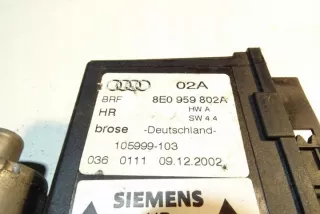 02A
BRF 8E0 959 802A
HR HW A
SW 4.4
brose -Deutschland-
105999-103
036 0111 09.12.2002
SIEMENS